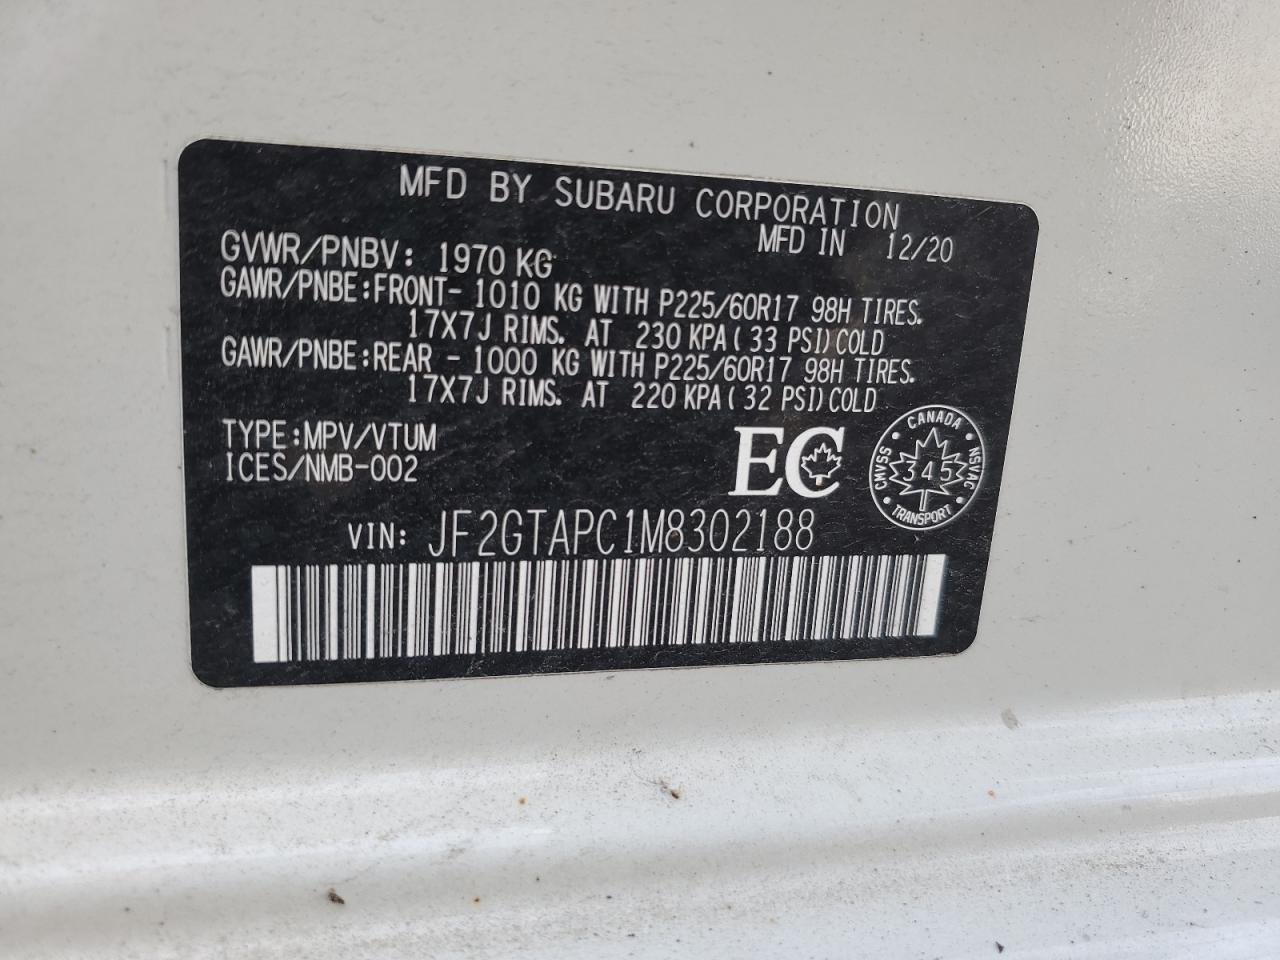 MFD BY SUBARU CORPORATION
MFD IN 12/20
GVWR/PNBV: 1970 KG
GAWR/PNBE:FRONT- 1010 KG WITH P225/60R17 98H TIRES.
17X7J RIMS. AT 230 KPA(33 PSI)COLD
GAWR/PNBE:REAR - 1000 KG WITH P225/60R17 98H TIRES.
17X7J RIMS. AT 220 KPA(32 PSI)COLD
TYPE:MPV/VTUM
ICES/NMB-002
EC
CANADA
CMVSS 345 NSVAC
TRANSPORT
VIN: JF2GTAPC1M8302188